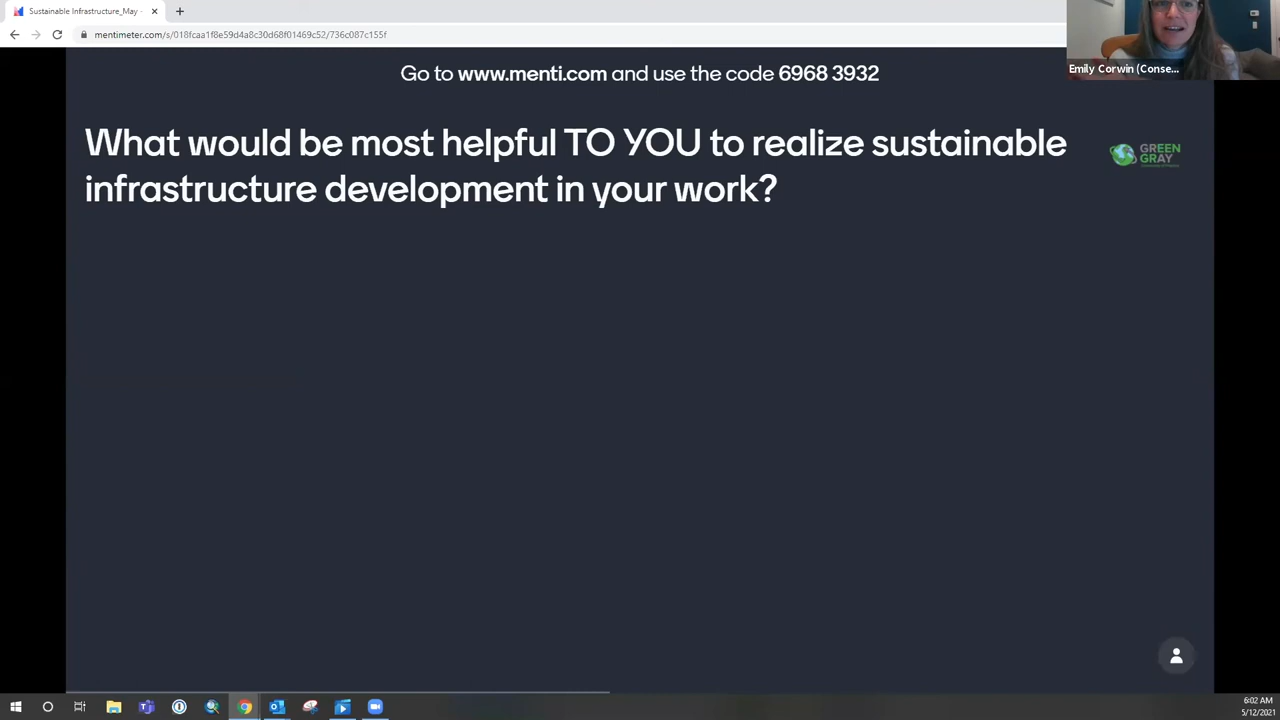 Sustainable Infrastructure_May -
mentimeter.com/s/018fcaa1f8e59d4a8c30d68f01469c52/736c087c155f
Emily Corwin (Conse...
Go to www.menti.com and use the code 6968 3932
What would be most helpful TO YOU to realize sustainable
infrastructure development in your work?
GREEN
GRAY
6:02 AM
5/12/2021